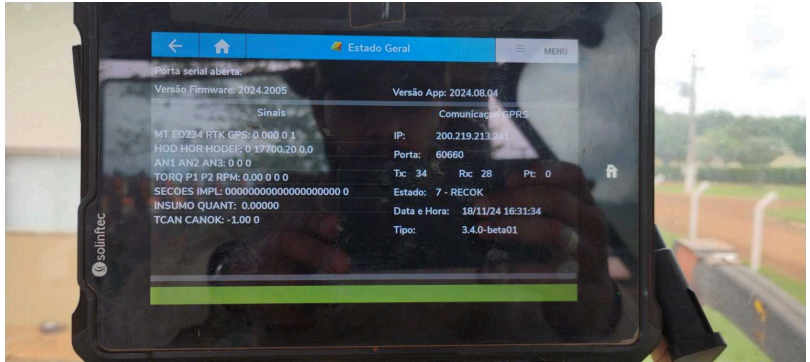 Estado Geral
MENU
Porta serial aberta:
Versão Firmware: 2024.2005
Versão App: 2024.08.04
Sinais
MT ED234 RTK GPS: 0 000 0 1
HOD HOR HODEF: 0 17700.20 0.0
AN1 AN2 AN3: 0 0 0
TORQ P1 P2 RPM: 0.00 0 0 0
SECOES IMPL: 00000000000000000000 0
INSUMO QUANT: 0.00000
TCAN CANOK: -1.00 0
Comunicação GPRS
IP: 200.219.213.241
Porta: 60660
Tx: 34 Rx: 28 Pt: 0
Estado: 7 - RECOK
Data e Hora: 18/11/24 16:31:34
Tipo: 3.4.0-beta01
solinftec